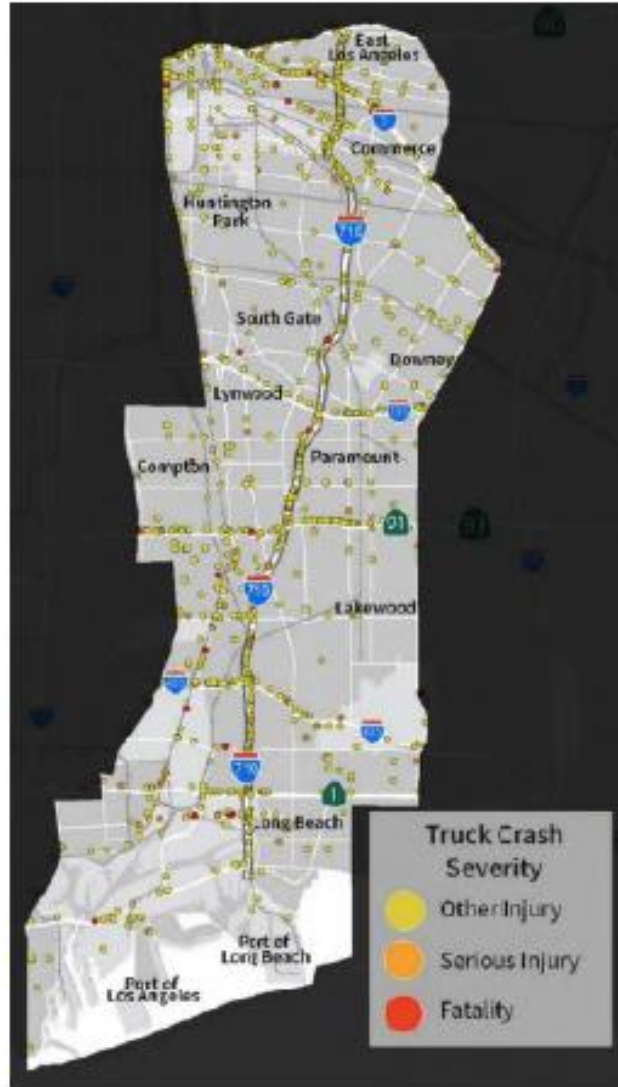 East
Los Angeles
5
Commerce
Huntington
Park
710
South Gate
Downey
Lynwood
Compton
Paramount
91
710
Lakewood
710
1
Long Beach
Port of
Long Beach
Port of
Los Angeles
Truck Crash
Severity
Other Injury
Serious Injury
Fatality